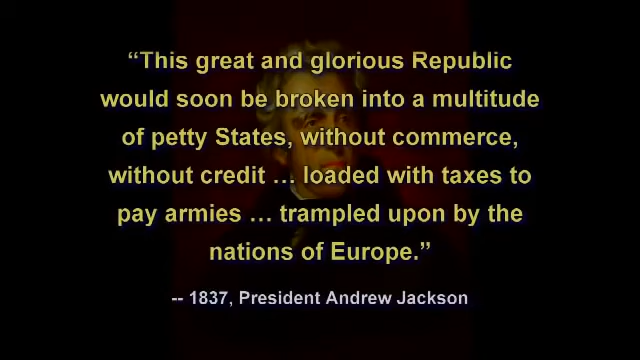 “This great and glorious Republic
would soon be broken into a multitude
of petty States, without commerce,
without credit … loaded with taxes to
pay armies … trampled upon by the
nations of Europe.”
-- 1837, President Andrew Jackson